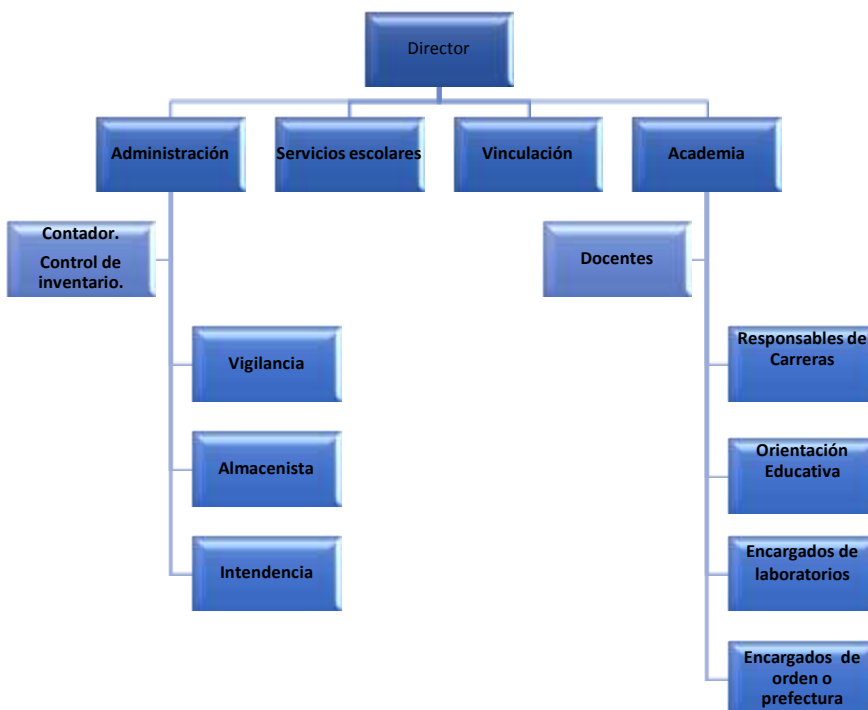 Director
Administración
Servicios escolares
Vinculación
Academia
Contador.
Control de
inventario.
Docentes
Vigilancia
Almacenista
Intendencia
Responsables de
Carreras
Orientación
Educativa
Encargados de
laboratorios
Encargados de
orden o
prefectura